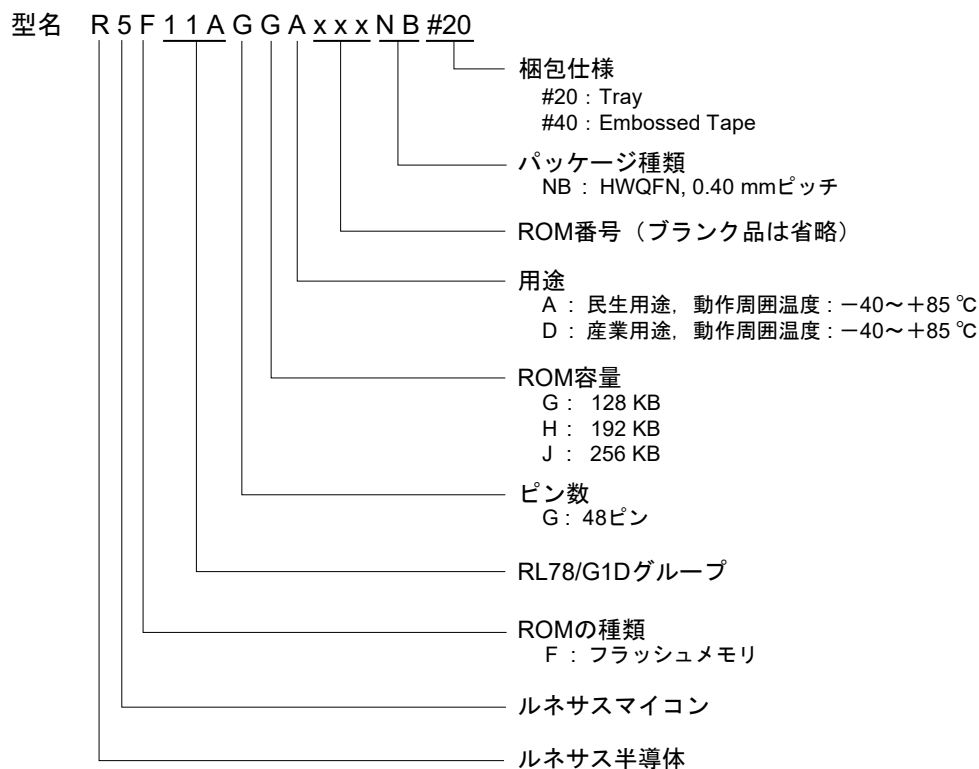 型名 R 5 F 1 1 A G G A x x x N B #20
梱包仕様
#20 : Tray
#40 : Embossed Tape
パッケージ種類
NB : HWQFN, 0.40 mmピッチ
ROM番号（ブランク品は省略）
用途
A : 民生用途, 動作周囲温度 : －40～＋85 ℃
D : 産業用途, 動作周囲温度 : －40～＋85 ℃
ROM容量
G : 128 KB
H : 192 KB
J : 256 KB
ピン数
G : 48ピン
RL78/G1Dグループ
ROMの種類
F : フラッシュメモリ
ルネサスマイコン
ルネサス半導体